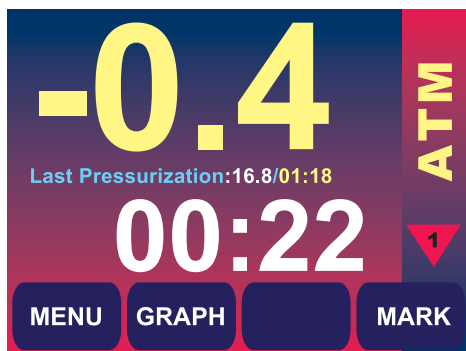 -0.4
ATM
Last Pressurization:16.8/01:18
00:22
1
MENU
GRAPH
MARK